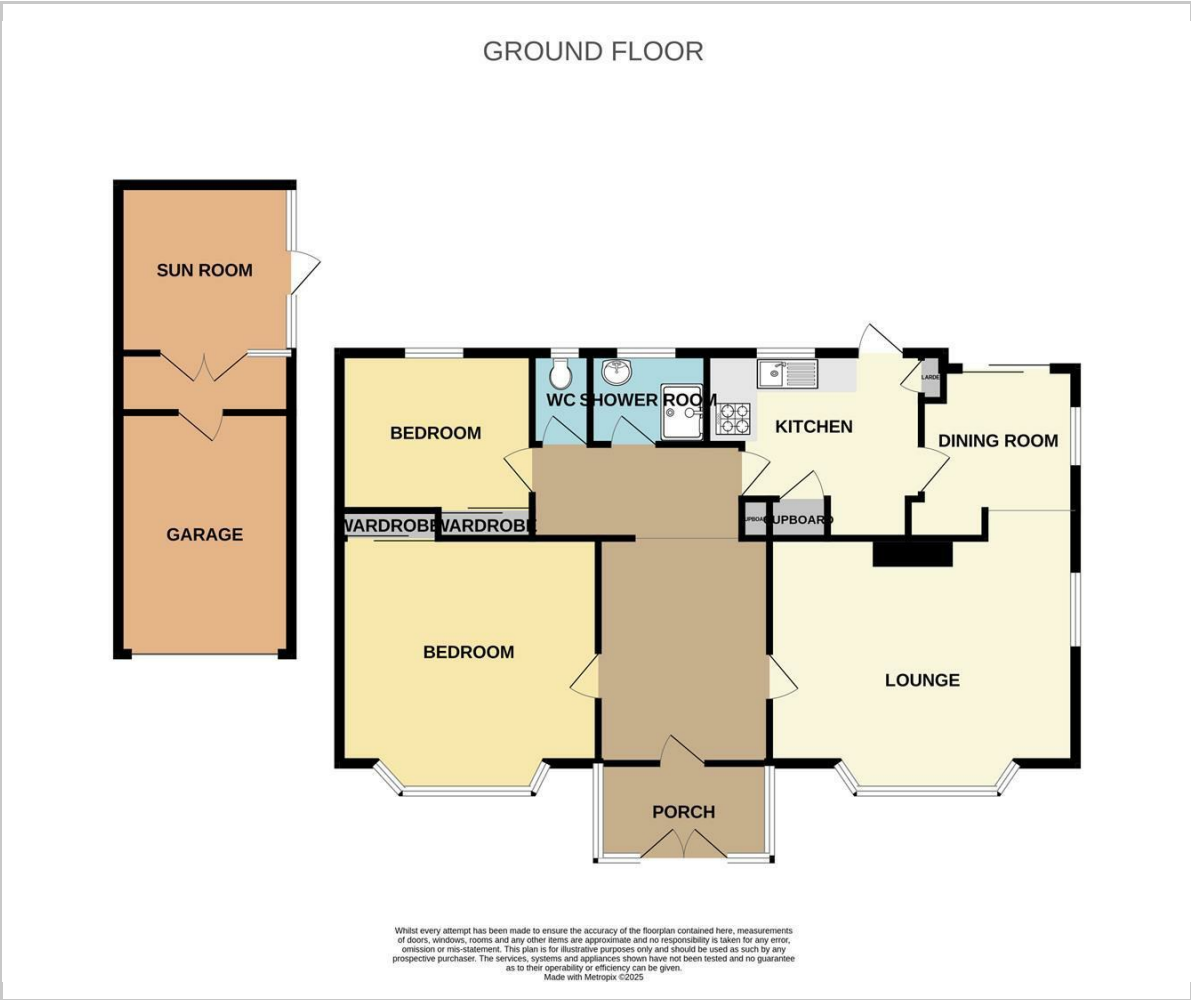 GROUND FLOOR
SUN ROOM
WC
SHOWER ROOM
LARDE
BEDROOM
KITCHEN
DINING ROOM
WARDROBE
WARDROBE
UPBOA
CUPBOARD
GARAGE
BEDROOM
LOUNGE
PORCH
Whilst every attempt has been made to ensure the accuracy of the floorplan contained here, measurements
of doors, windows, rooms and any other items are approximate and no responsibility is taken for any error,
omission or mis-statement. This plan is for illustrative purposes only and should be used as such by any
prospective purchaser. The services, systems and appliances shown have not been tested and no guarantee
as to their operability or efficiency can be given.
Made with Metropix ©2025